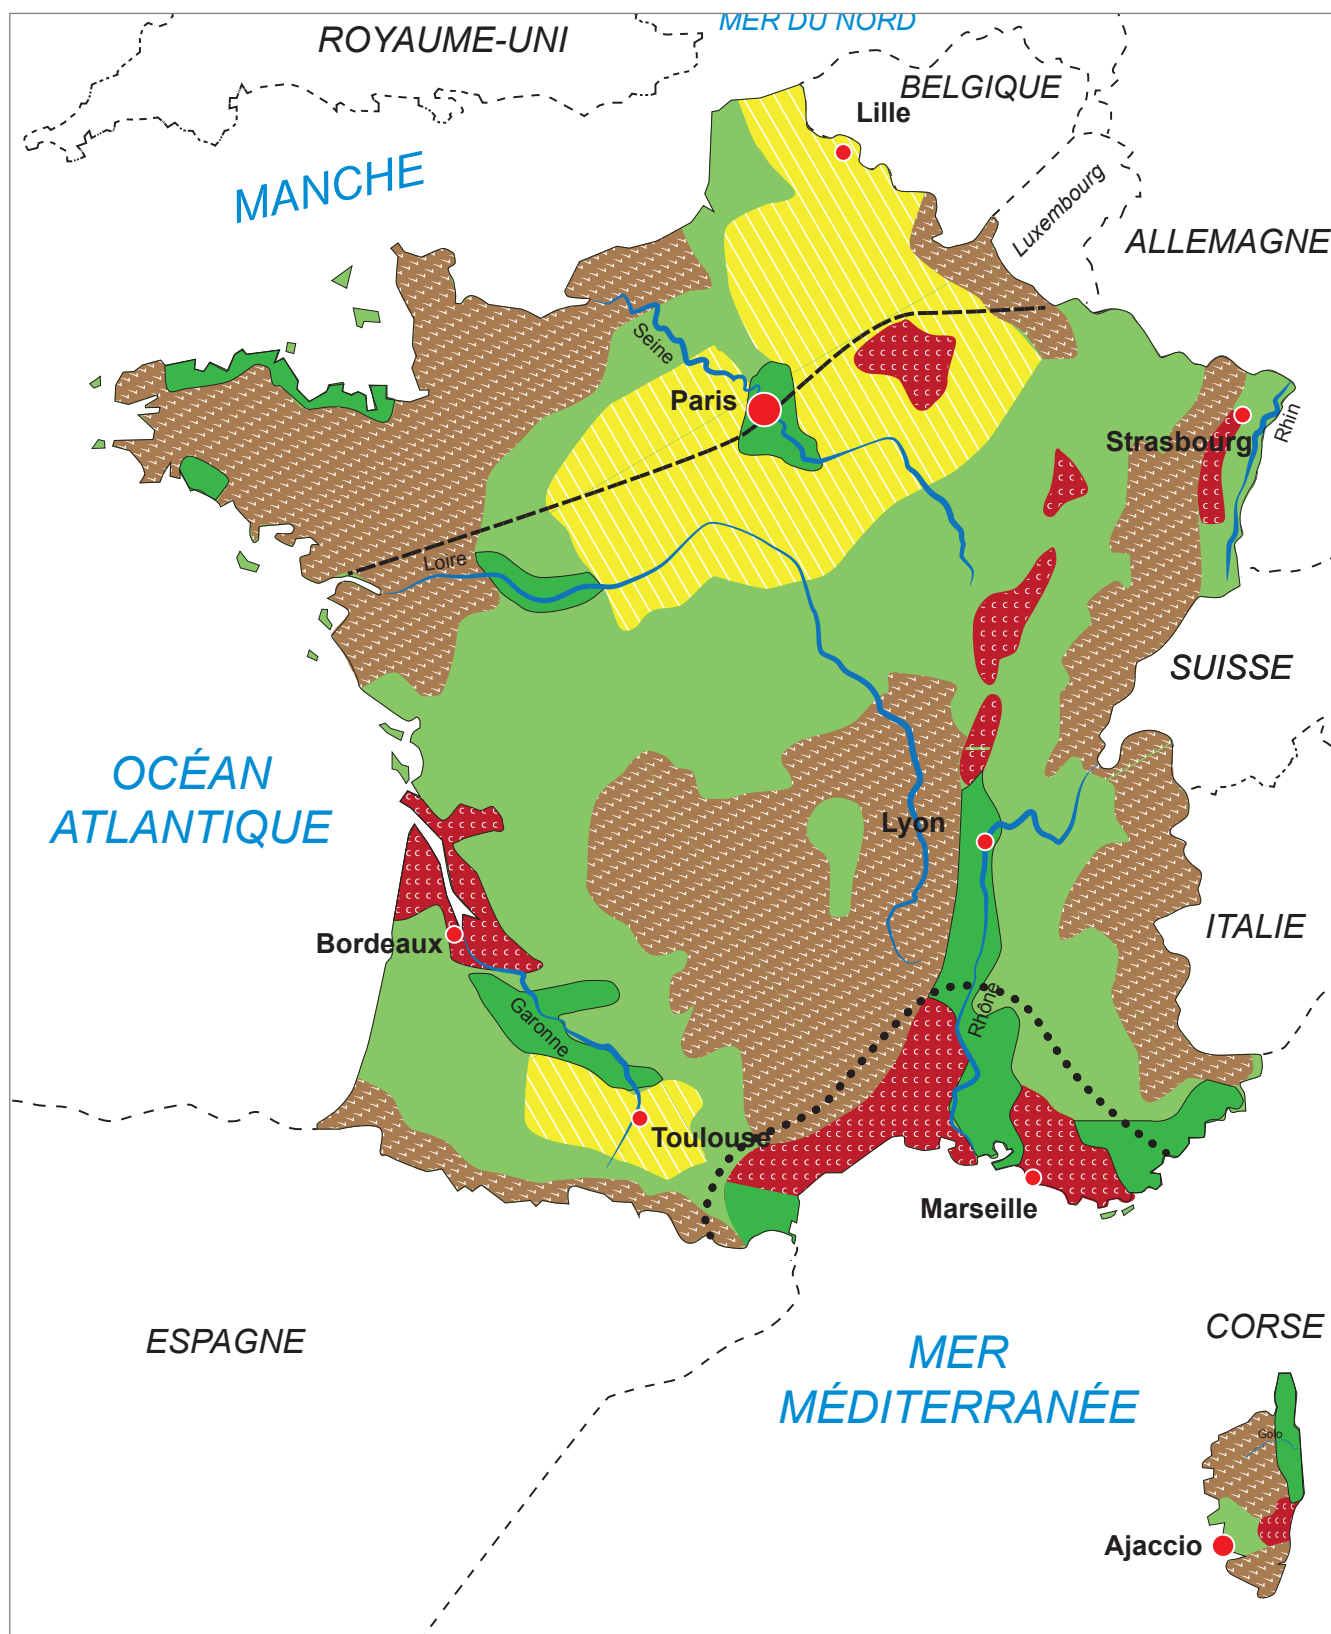 MER DU NORD
ROYAUME-UNI
BELGIQUE
Lille
MANCHE
Luxembourg
ALLEMAGNE
Seine
Paris
Strasbourg
Rhin
Loire
SUISSE
OCÉAN
ATLANTIQUE
Lyon
Bordeaux
ITALIE
Garonne
Rhône
Toulouse
Marseille
ESPAGNE
CORSE
MER
MÉDITERRANÉE
Golo
Ajaccio